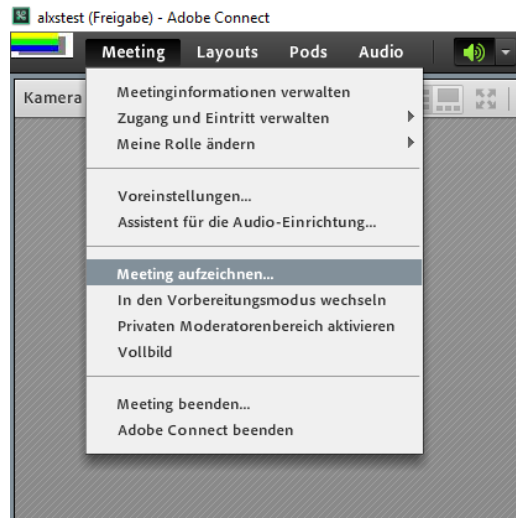 alxstest (Freigabe) - Adobe Connect
Meeting Layouts Pods Audio
Kamera
Meetinginformationen verwalten
Zugang und Eintritt verwalten
Meine Rolle ändern
Voreinstellungen...
Assistent für die Audio-Einrichtung...
Meeting aufzeichnen...
In den Vorbereitungsmodus wechseln
Privaten Moderatorenbereich aktivieren
Vollbild
Meeting beenden...
Adobe Connect beenden